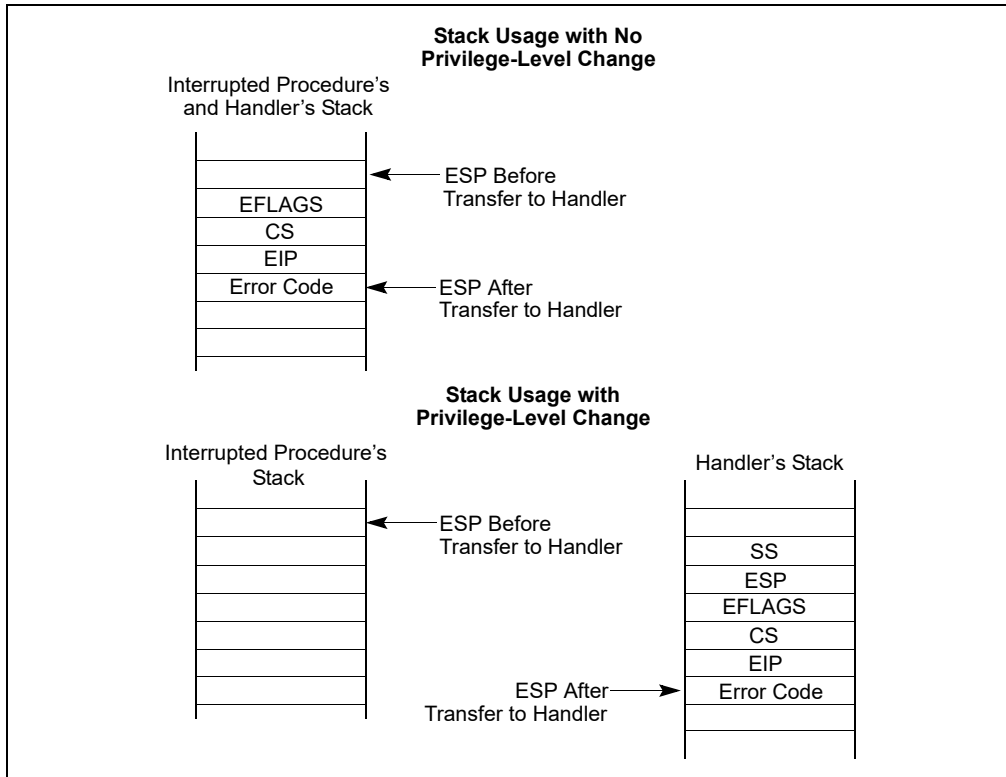 Stack Usage with No
Privilege-Level Change
Interrupted Procedure’s
and Handler’s Stack
ESP Before
Transfer to Handler
EFLAGS
CS
EIP
Error Code
ESP After
Transfer to Handler
Stack Usage with
Privilege-Level Change
Interrupted Procedure’s
Stack
Handler’s Stack
ESP Before
Transfer to Handler
SS
ESP
EFLAGS
CS
EIP
ESP After
Transfer to Handler
Error Code